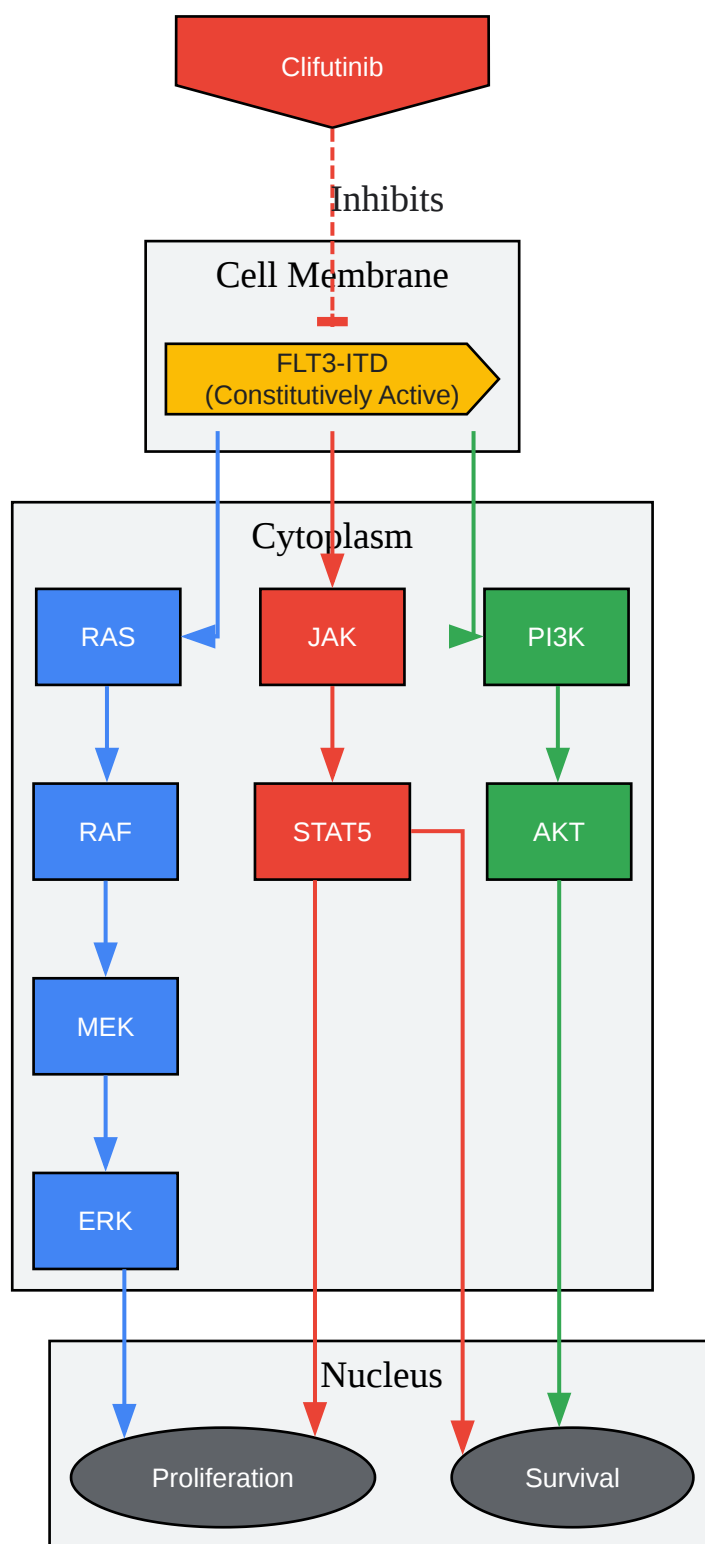 Clifutinib
Inhibits
Cell Membrane
FLT3-ITD
(Constitutively Active)
Cytoplasm
RAS
JAK
PI3K
RAF
STAT5
AKT
MEK
ERK
Nucleus
Proliferation
Survival